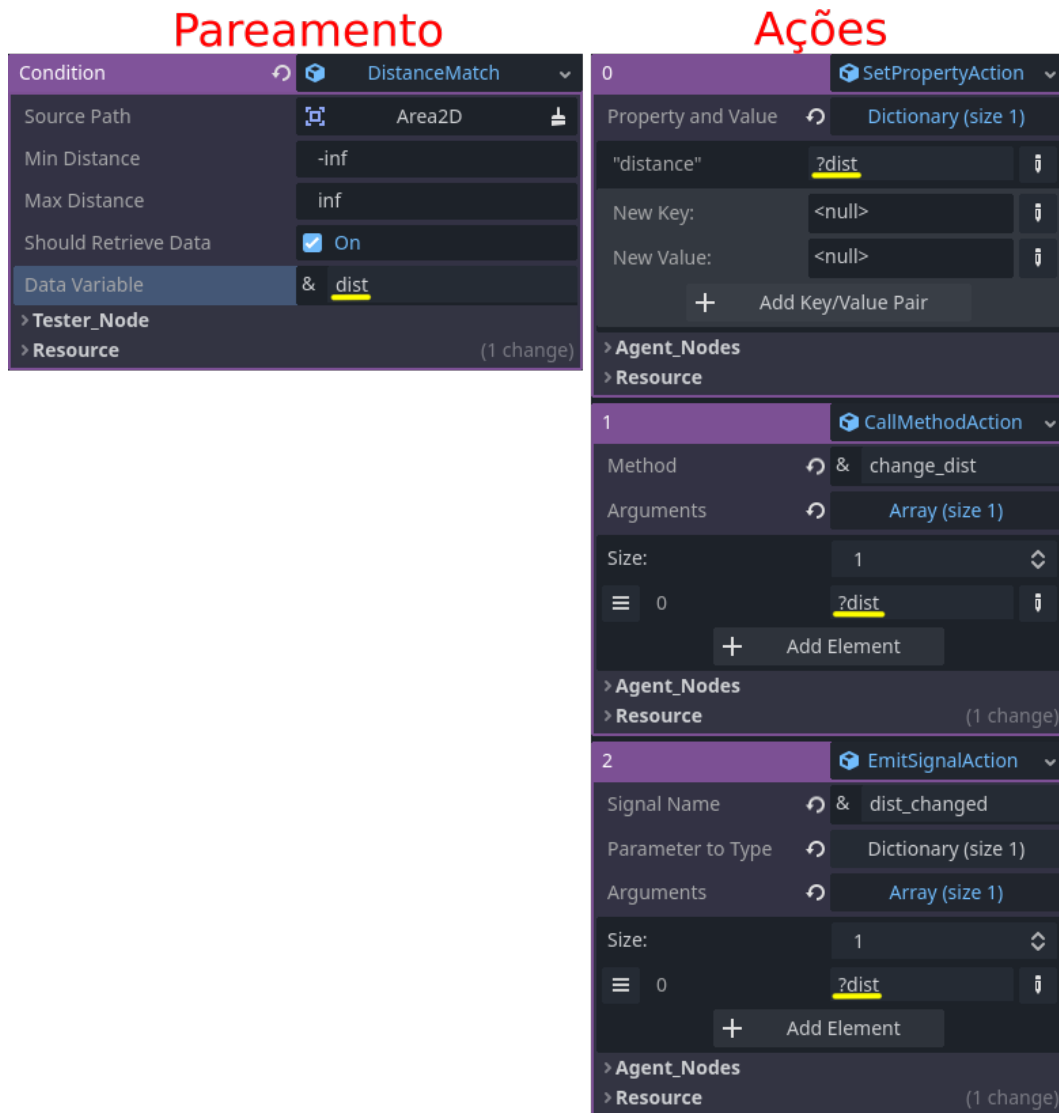 Pareamento
Condition DistanceMatch
Source Path Area2D
Min Distance -inf
Max Distance inf
Should Retrieve Data On
Data Variable & dist
Tester_Node
Resource (1 change)
Ações
0 SetPropertyAction
Property and Value Dictionary (size 1)
"distance" ?dist
New Key: <null>
New Value: <null>
+ Add Key/Value Pair
Agent_Nodes
Resource
1 CallMethodAction
Method & change_dist
Arguments Array (size 1)
Size: 1
0 ?dist
+ Add Element
Agent_Nodes
Resource (1 change)
2 EmitSignalAction
Signal Name & dist_changed
Parameter to Type Dictionary (size 1)
Arguments Array (size 1)
Size: 1
0 ?dist
+ Add Element
Agent_Nodes
Resource (1 change)